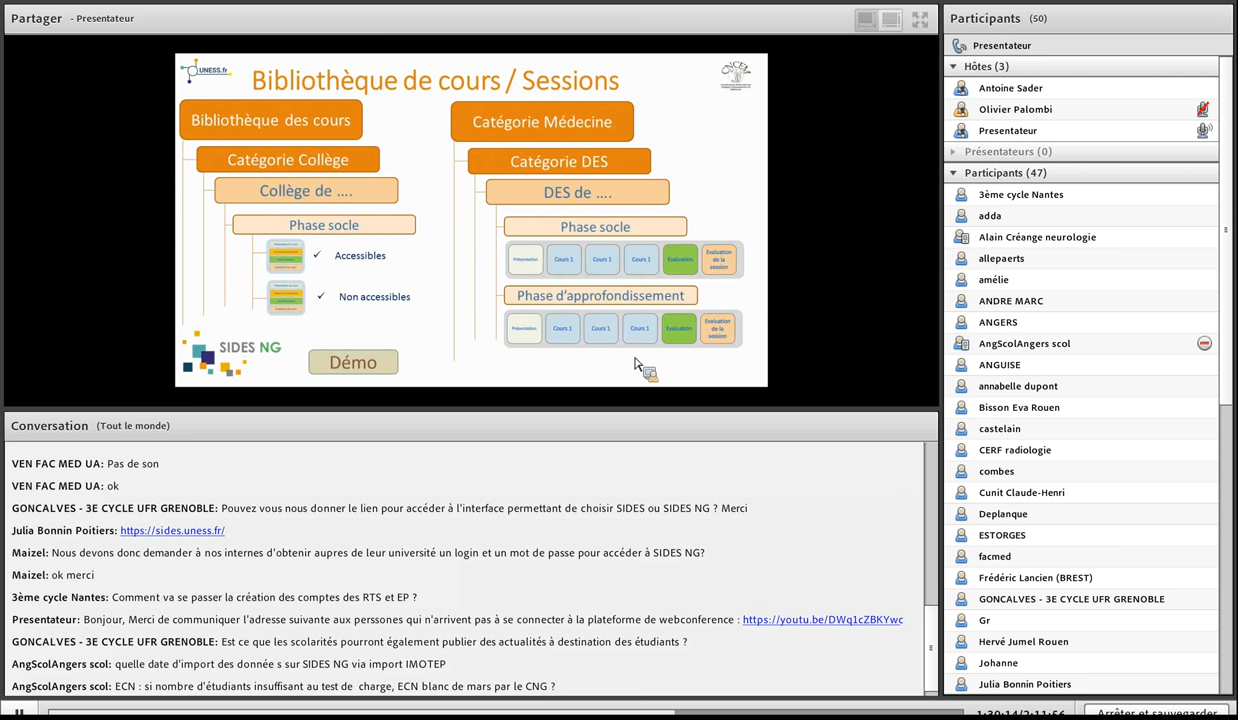 Partager - Presentateur
UNESS.fr
CNCEM
Bibliothèque de cours / Sessions
Bibliothèque des cours
Catégorie Collège
Collège de ....
Phase socle
✓ Accessibles
✓ Non accessibles
SIDES NG
Démo
Catégorie Médecine
Catégorie DES
DES de ....
Phase socle
Présentation
Cours 1
Cours 1
Cours 1
Evaluation
Evaluation
de la
session
Phase d'approfondissement
Présentation
Cours 1
Cours 1
Cours 1
Evaluation
Evaluation
de la
session
Conversation (Tout le monde)
VEN FAC MED UA: Pas de son
VEN FAC MED UA: ok
GONCALVES - 3E CYCLE UFR GRENOBLE: Pouvez vous nous donner le lien pour accéder à l'interface permettant de choisir SIDES ou SIDES NG ? Merci
Julia Bonnin Poitiers: https://sides.uness.fr/
Maizel: Nous devons donc demander à nos internes d'obtenir aupres de leur université un login et un mot de passe pour accéder à SIDES NG?
Maizel: ok merci
3ème cycle Nantes: Comment va se passer la création des comptes des RTS et EP ?
Presentateur: Bonjour, Merci de communiquer l'adresse suivante aux perssones qui n'arrivent pas à se connecter à la plateforme de webconference : https://youtu.be/DWq1cZBKYwc
GONCALVES - 3E CYCLE UFR GRENOBLE: Est ce que les scolarités pourront également publier des actualités à destination des étudiants ?
AngScolAngers scol: quelle date d'import des donnée s sur SIDES NG via import IMOTEP
AngScolAngers scol: ECN : si nombre d'étudiants insuffisant au test de charge, ECN blanc de mars par le CNG ?
Participants (50)
Presentateur
Hôtes (3)
Antoine Sader
Olivier Palombi
Presentateur
Présentateurs (0)
Participants (47)
3ème cycle Nantes
adda
Alain Créange neurologie
allepaerts
amélie
ANDRE MARC
ANGERS
AngScolAngers scol
ANGUISE
annabelle dupont
Bisson Eva Rouen
castelain
CERF radiologie
combes
Cunit Claude-Henri
Deplanque
ESTORGES
facmed
Frédéric Lancien (BREST)
GONCALVES - 3E CYCLE UFR GRENOBLE
Gr
Hervé Jumel Rouen
Johanne
Julia Bonnin Poitiers
1:30:14/2:11:56
Arrêter et sauvegarder